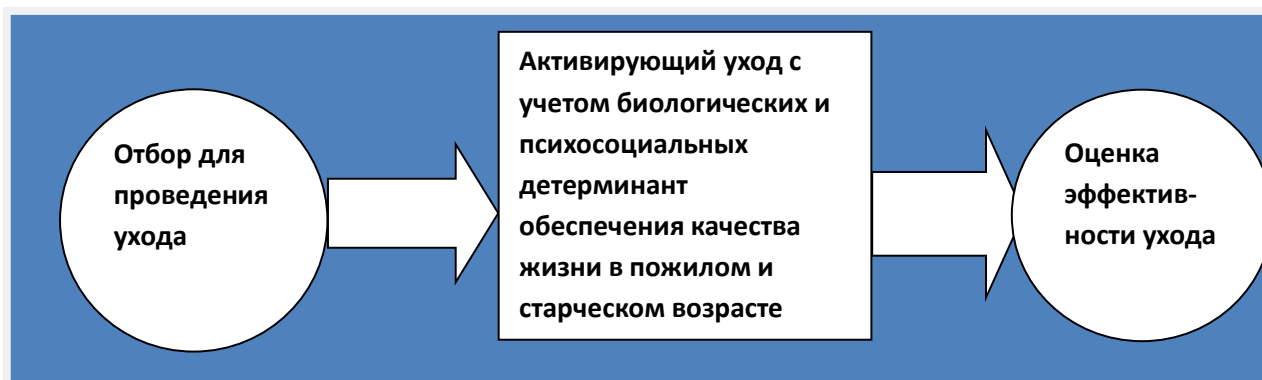 Отбор для
проведения
ухода
Активирующий уход с
учетом биологических и
психосоциальных
детерминант
обеспечения качества
жизни в пожилом и
старческом возрасте
Оценка
эффектив-
ности ухода